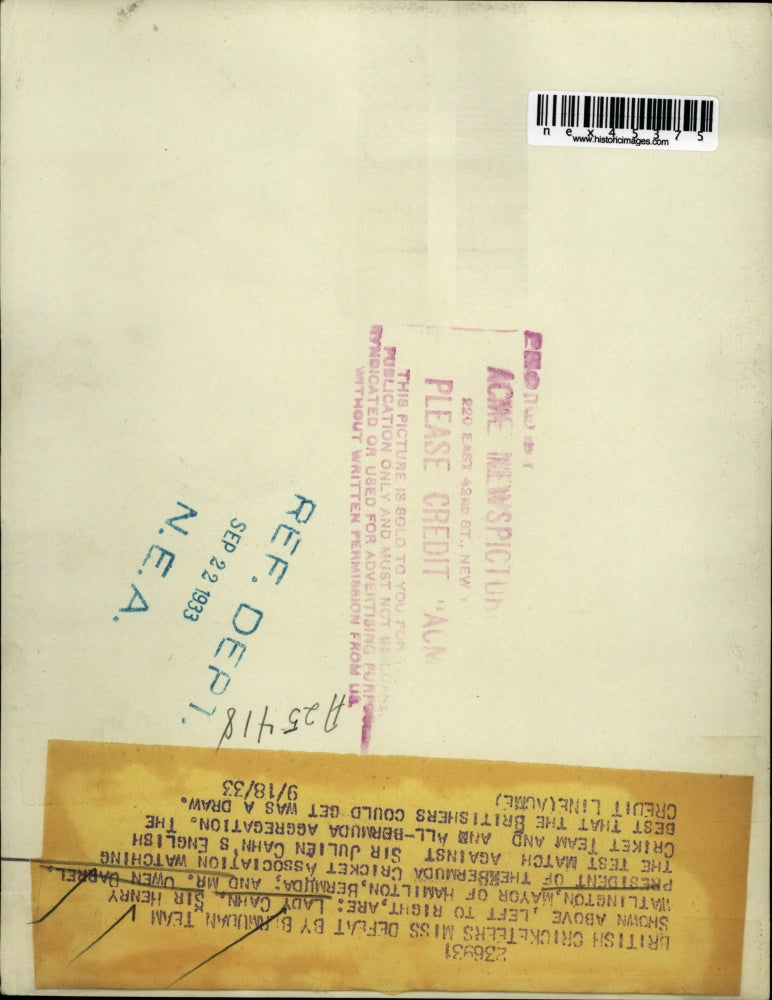 nex45375
www.historicimages.com
ACME NEWSPICTU
220 EAST 42ND ST., NEW Y
PLEASE CREDIT "ACM
THIS PICTURE IS SOLD TO YOU FOR
PUBLICATION ONLY AND MUST NOT BE LOANED
SYNDICATED OR USED FOR ADVERTISING PURPOSES
WITHOUT WRITTEN PERMISSION FROM US.
REF. DEPT.
SEP 22 1933
N.E.A.
A25418
236931
BRITISH CRICKETEERS MISS DEFEAT BY BERMUDAN TEAM
SHOWN ABOVE, LEFT TO RIGHT, ARE: LADY CAHN, SIR HENRY
WATLINGTON, MAYOR OF HAMILTON, BERMUDA; AND MR. OWEN DARREL,
PRESIDENT OF THE BERMUDA CRICKET ASSOCIATION WATCHING
THE TEST MATCH AGAINST SIR JULIEN CAHN'S ENGLISH
CRIKET TEAM AND AN ALL-BERMUDA AGGREGATION. THE
BEST THAT THE BRITISHERS COULD GET WAS A DRAW.
CREDIT LINE(ACME) 9/18/33